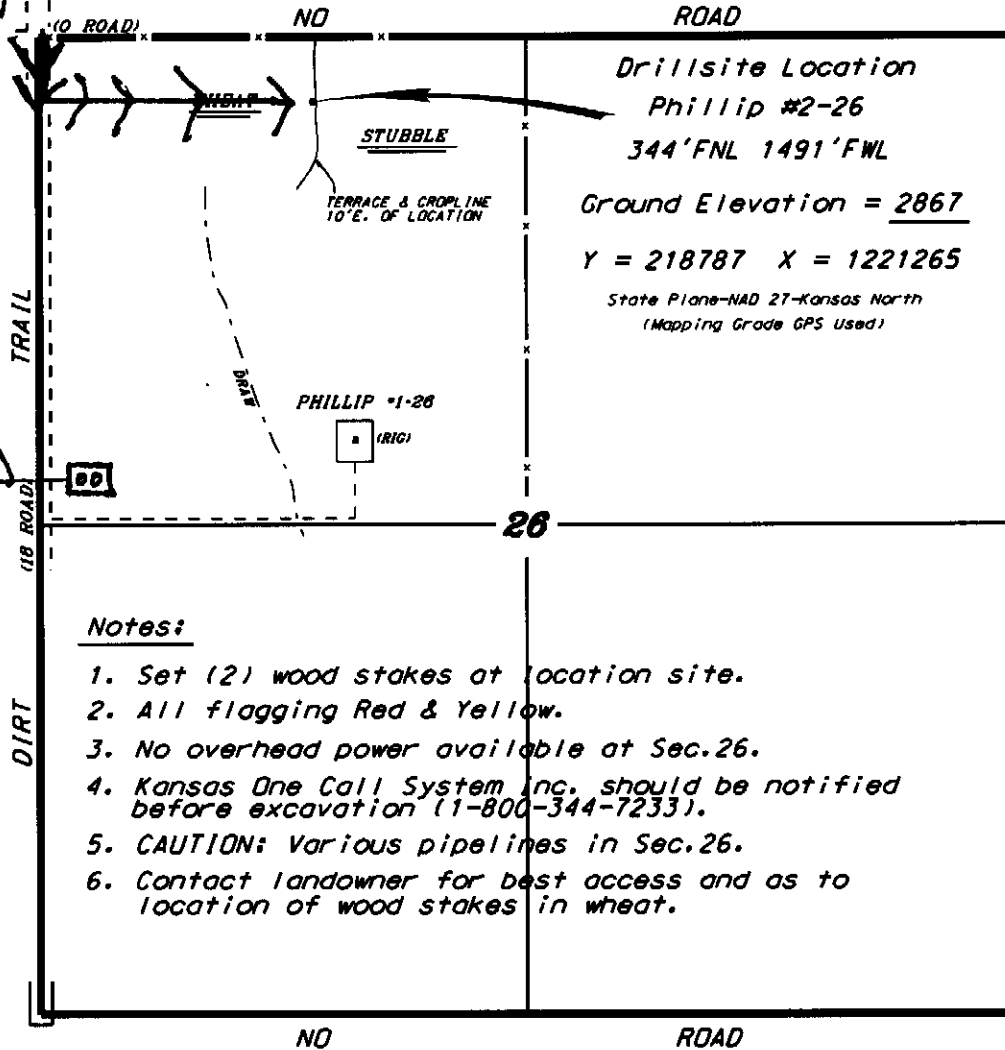 NO ROAD
(O ROAD)
Drillsite Location
Phillip #2-26
344'FNL 1491'FWL
Ground Elevation = 2867
Y = 218787 X = 1221265
State Plane-NAD 27-Kansas North
(Mapping Grade GPS Used)
STUBBLE
TERRACE & CROPLINE
10'E. OF LOCATION
TRAIL
DRAW
PHILLIP #1-26
(RIG)
(18 ROAD)
26
DIRT
Notes:
1. Set (2) wood stakes at location site.
2. All flagging Red & Yellow.
3. No overhead power available at Sec.26.
4. Kansas One Call System Inc. should be notified
before excavation (1-800-344-7233).
5. CAUTION: Various pipelines in Sec.26.
6. Contact landowner for best access and as to
location of wood stakes in wheat.
NO ROAD